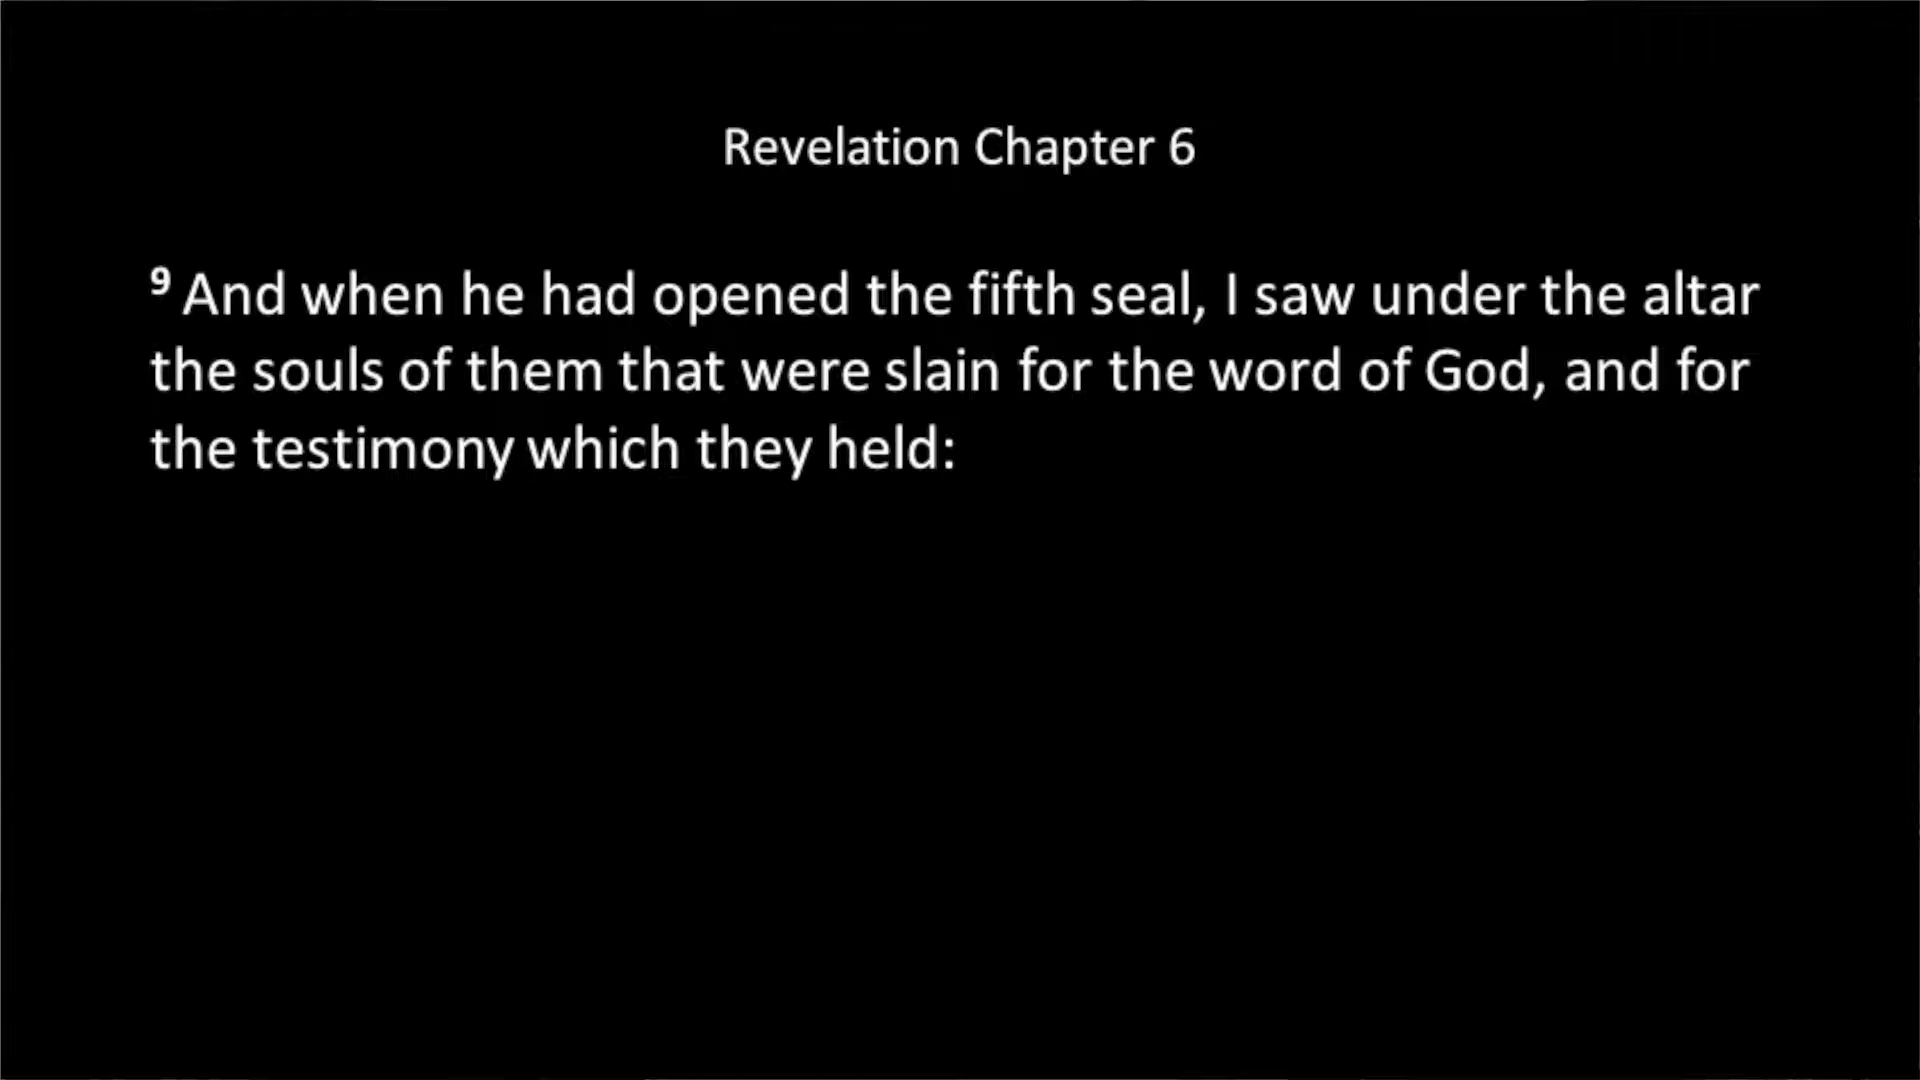 Revelation Chapter 6
9 And when he had opened the fifth seal, I saw under the altar
the souls of them that were slain for the word of God, and for
the testimony which they held: